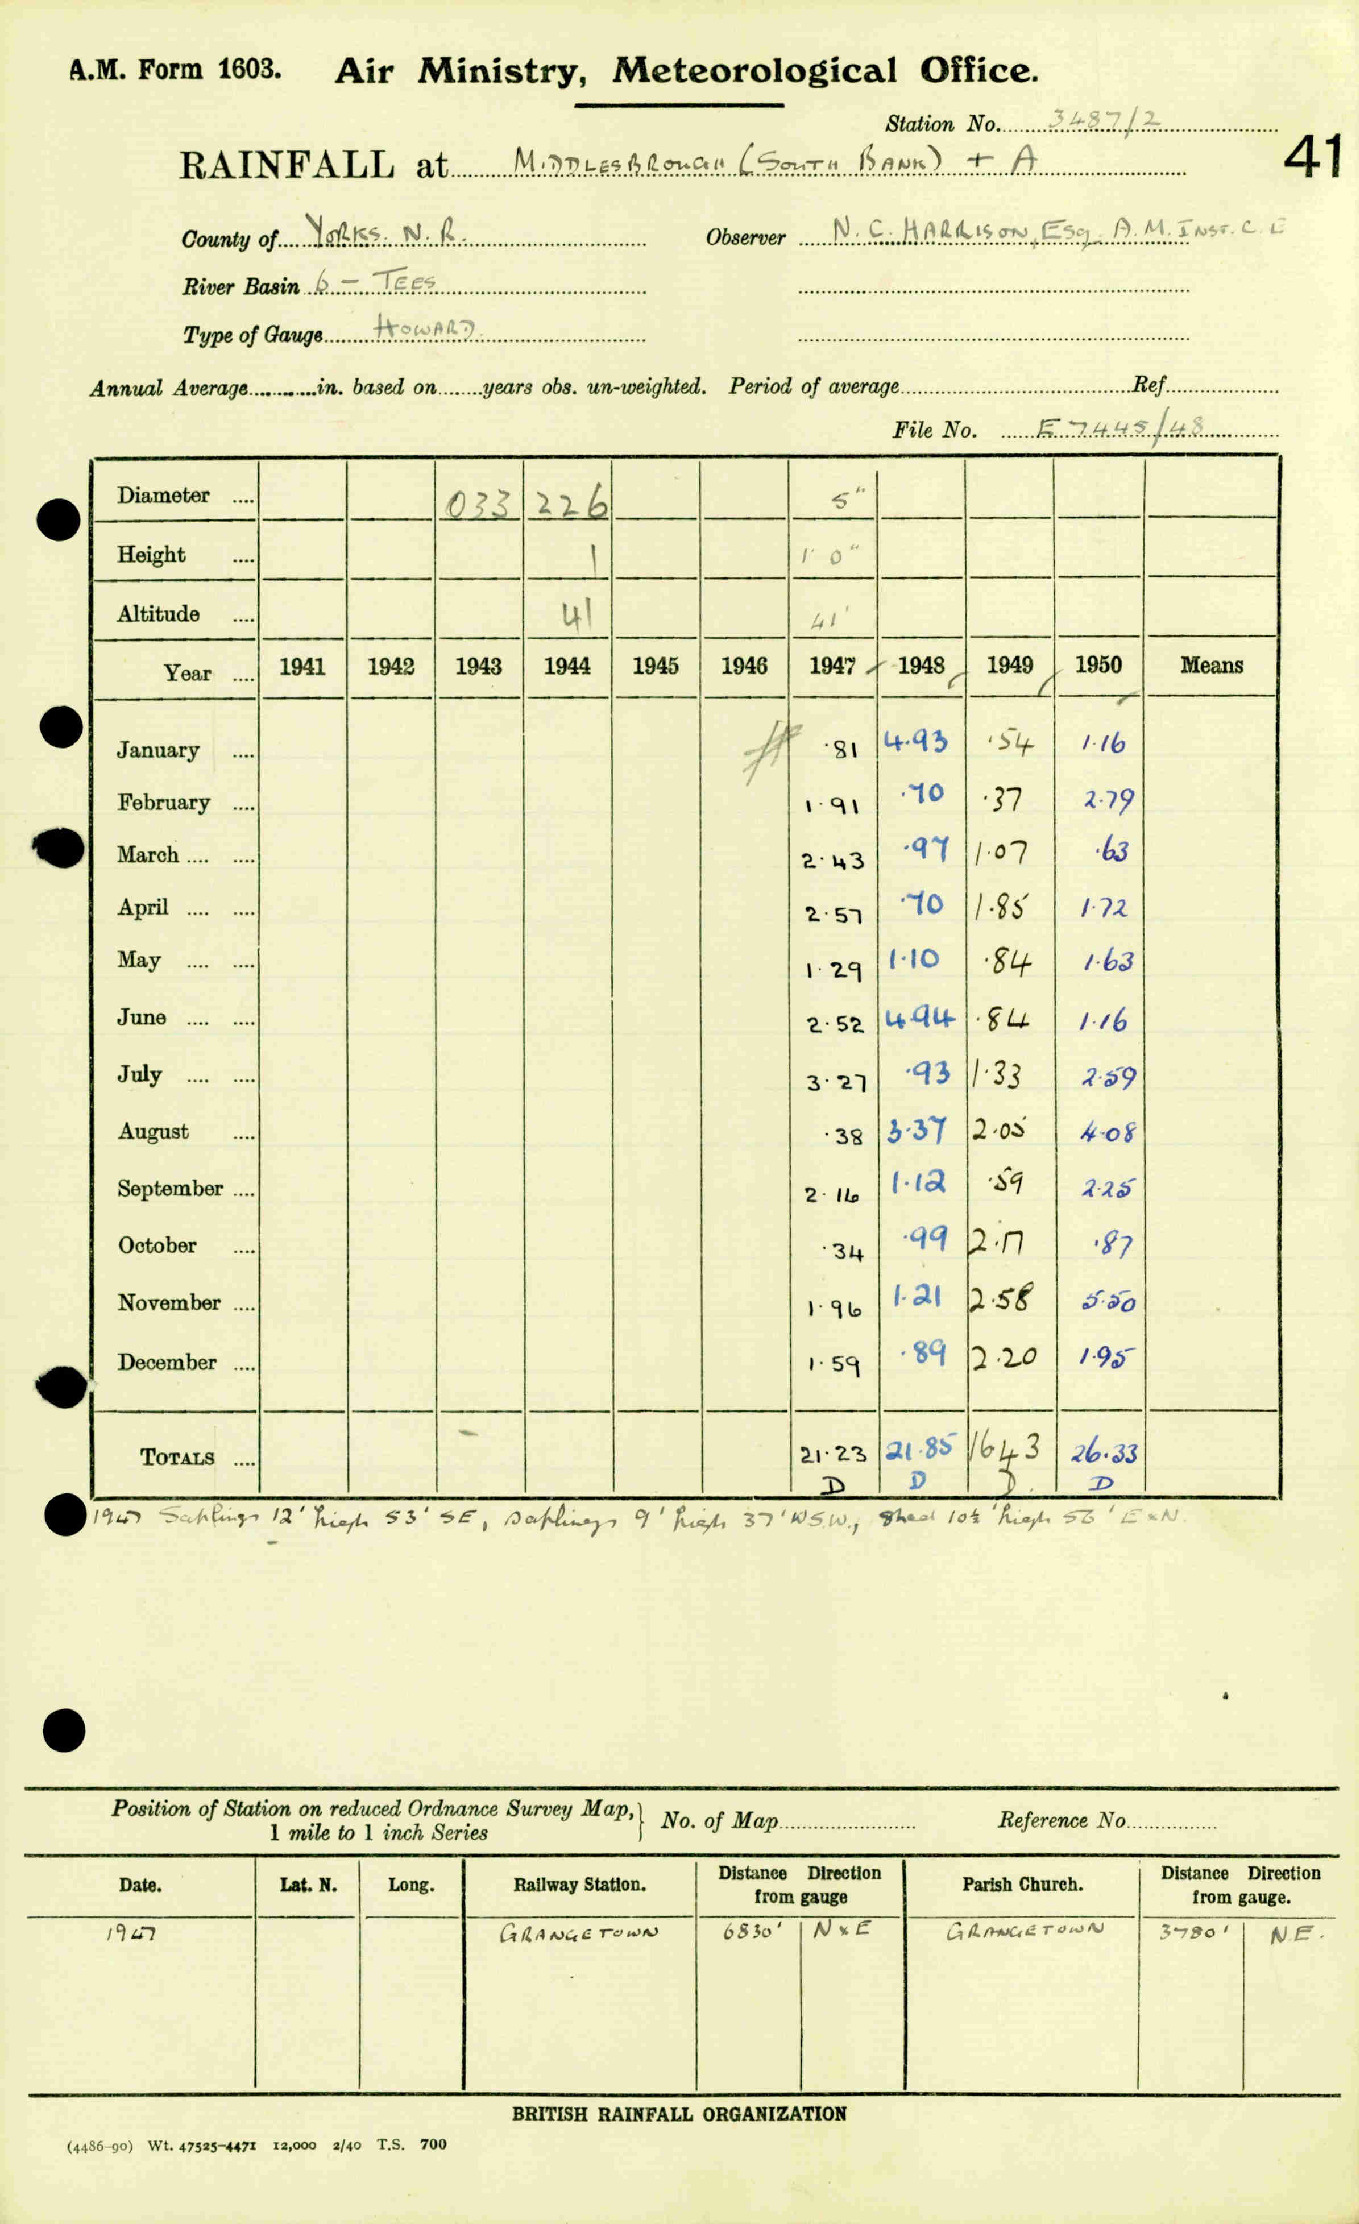 A.M. Form 1603. Air Ministry, Meteorological Office.
Station No. 3487/2
RAINFALL at MIDDLESBROUGH (SOUTH BANK) + A
41
County of YORKS. N. R. Observer N. C. HARRISON, ESQ. A. M. INST. C. E
River Basin 6 - TEES
Type of Gauge HOWARD
Annual Average in. based on years obs. un-weighted. Period of average Ref.
File No. E 7445/48
Diameter .... 033 226 5"
Height .... 1 1' 0"
Altitude .... 41 41'
Year .... 1941 1942 1943 1944 1945 1946 1947 1948 1949 1950 Means
January .... ·81 4·93 ·54 1·16
February .... 1·91 ·70 ·37 2·79
March .... .... 2·43 ·97 1·07 ·63
April .... .... 2·57 ·70 1·85 1·72
May .... .... 1·29 1·10 ·84 1·63
June .... .... 2·52 4·94 ·84 1·16
July .... .... 3·27 ·93 1·33 2·59
August .... ·38 3·37 2·05 4·08
September .... 2·16 1·12 ·59 2·25
October .... ·34 ·99 2·17 ·87
November .... 1·96 1·21 2·58 5·50
December .... 1·59 ·89 2·20 1·95
TOTALS .... 21·23 21·85 1643 26·33
D D D. D
1947 Saplings 12' high 53' SE, saplings 9' high 37' W.S.W., Shed 10½' high 56' E x N.
Position of Station on reduced Ordnance Survey Map, 1 mile to 1 inch Series } No. of Map Reference No.
Date. Lat. N. Long. Railway Station. Distance from gauge Direction Parish Church. Distance from gauge. Direction
1947 GRANGETOWN 6830' N x E GRANGETOWN 3780' N.E.
BRITISH RAINFALL ORGANIZATION
(4486-90) Wt. 47525-4471 12,000 2/40 T.S. 700